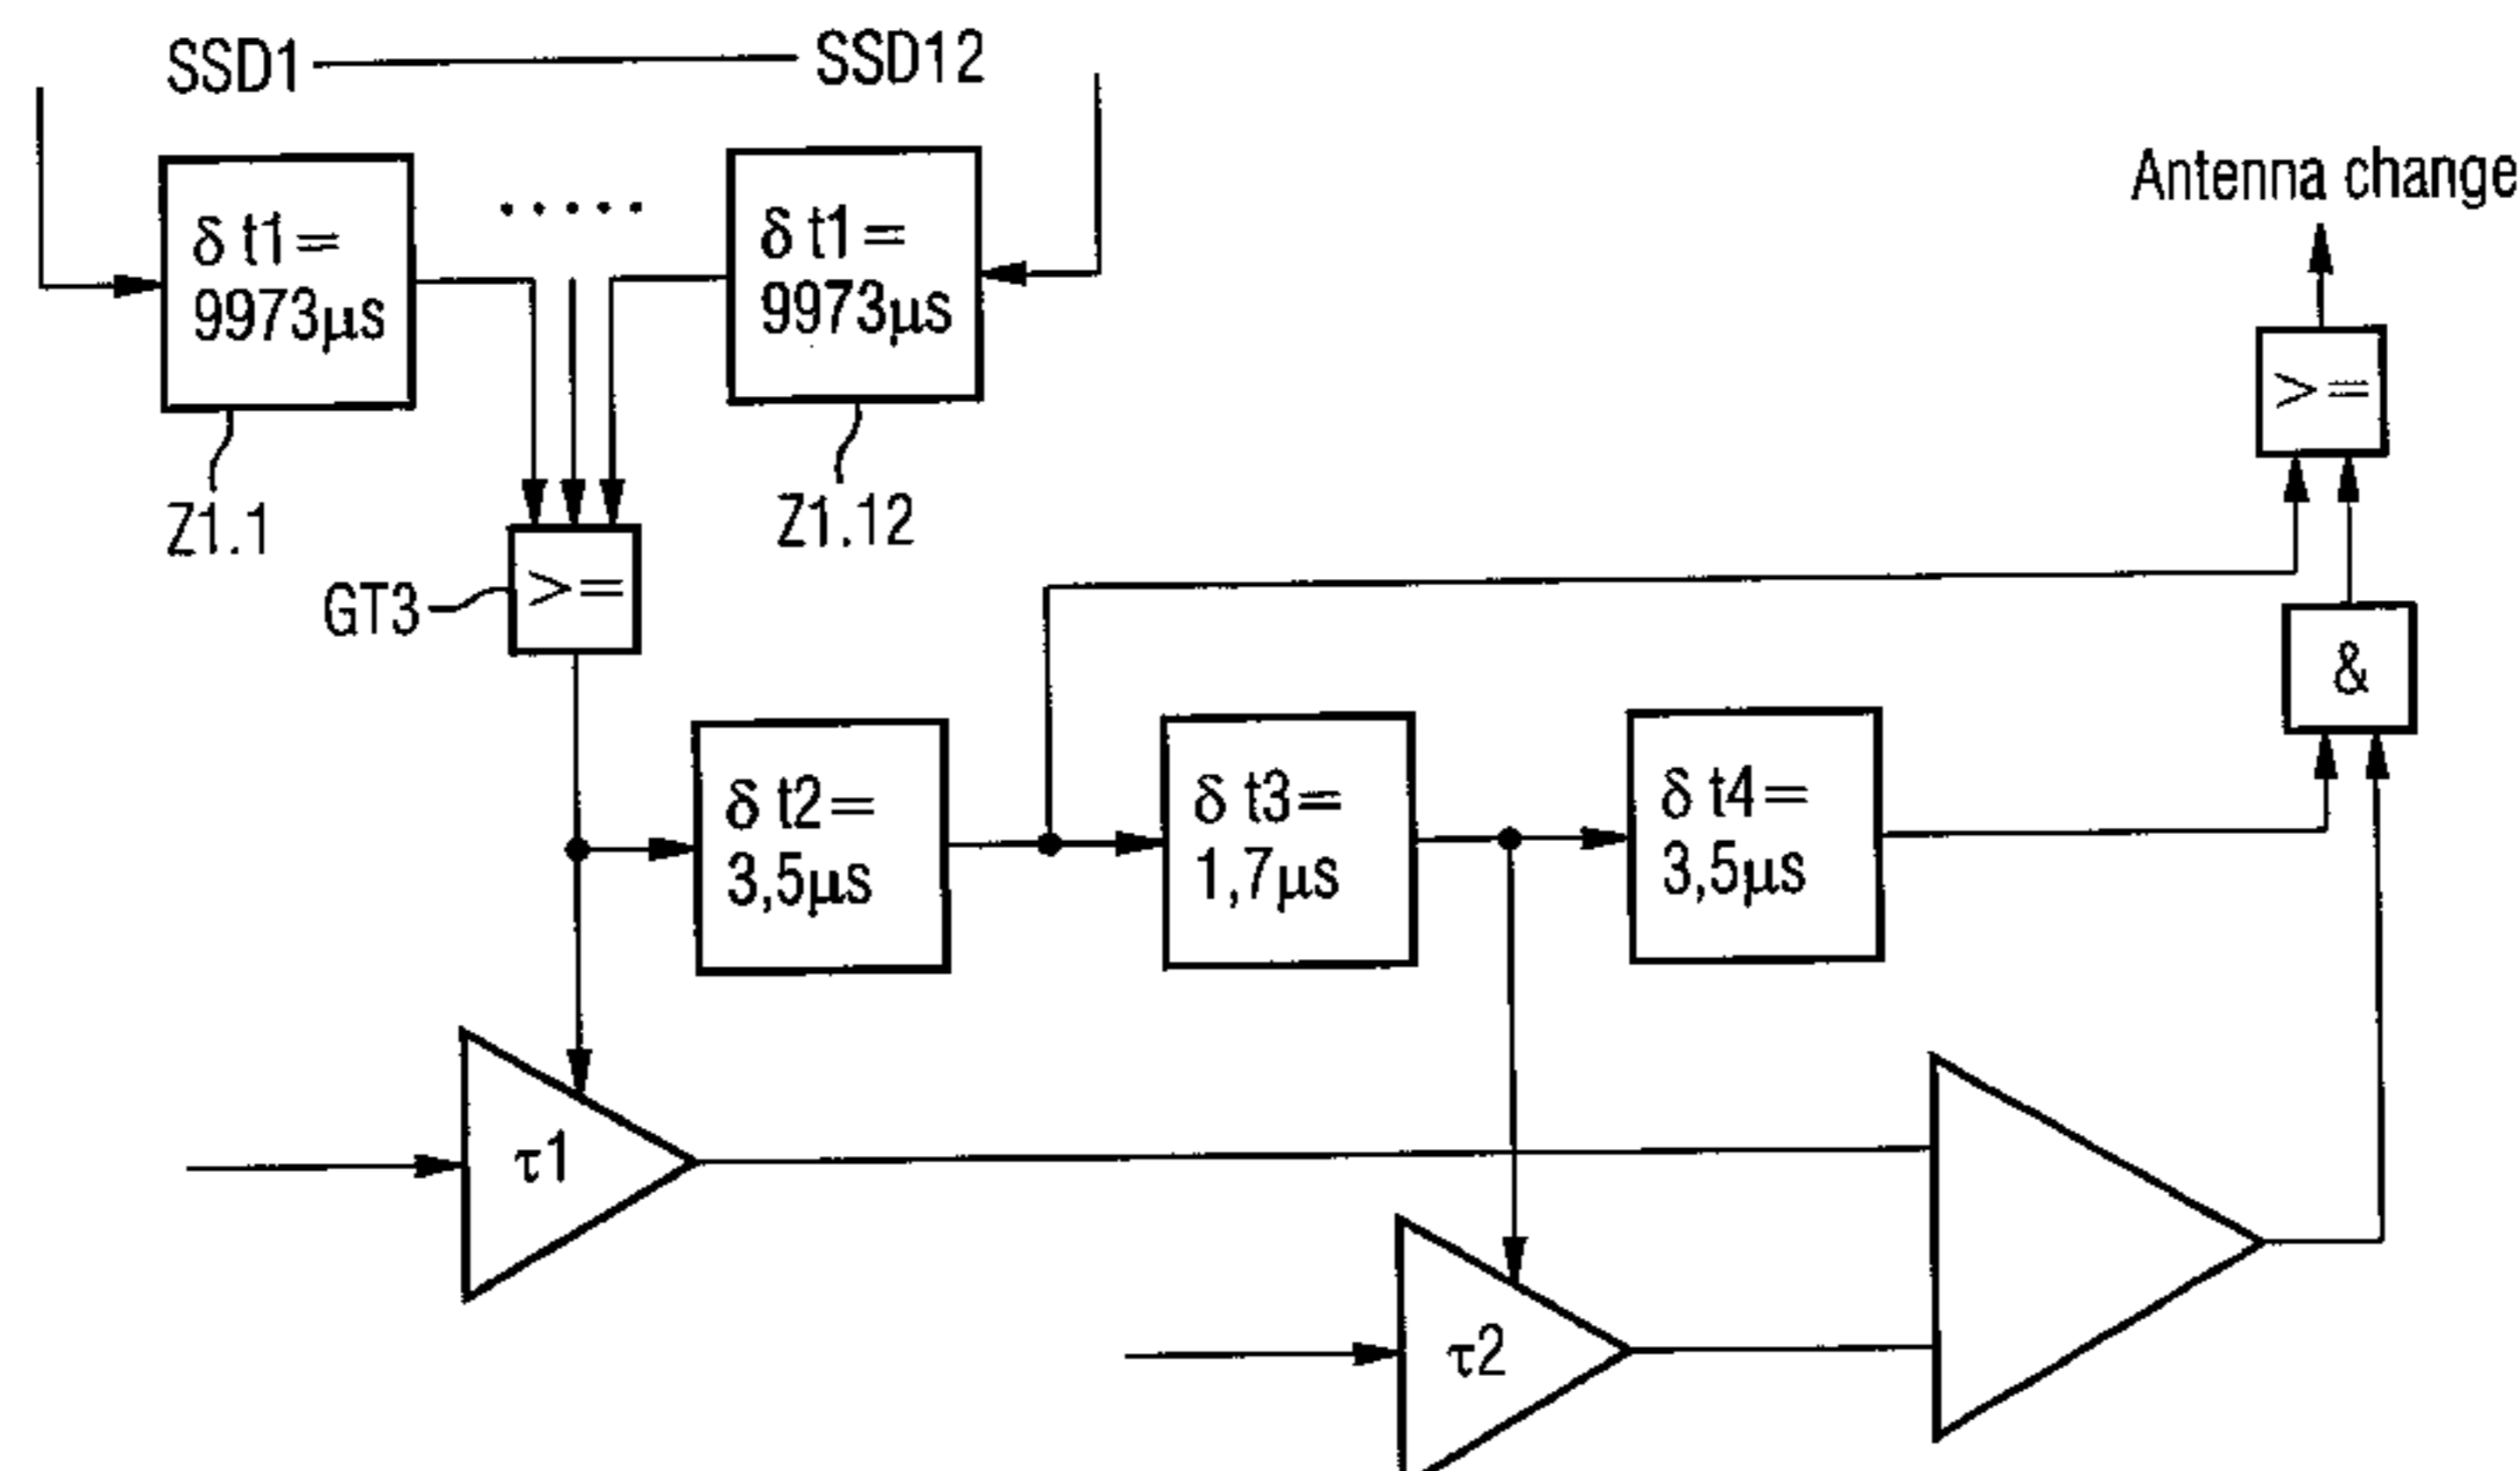 SSD1 SSD12
Antenna change
δ t1=
9973μs
.....
δ t1=
9973μs
Z1.1
Z1.12
GT3
>=
>=
&
δ t2=
3,5μs
δ t3=
1,7μs
δ t4=
3,5μs
τ1
τ2